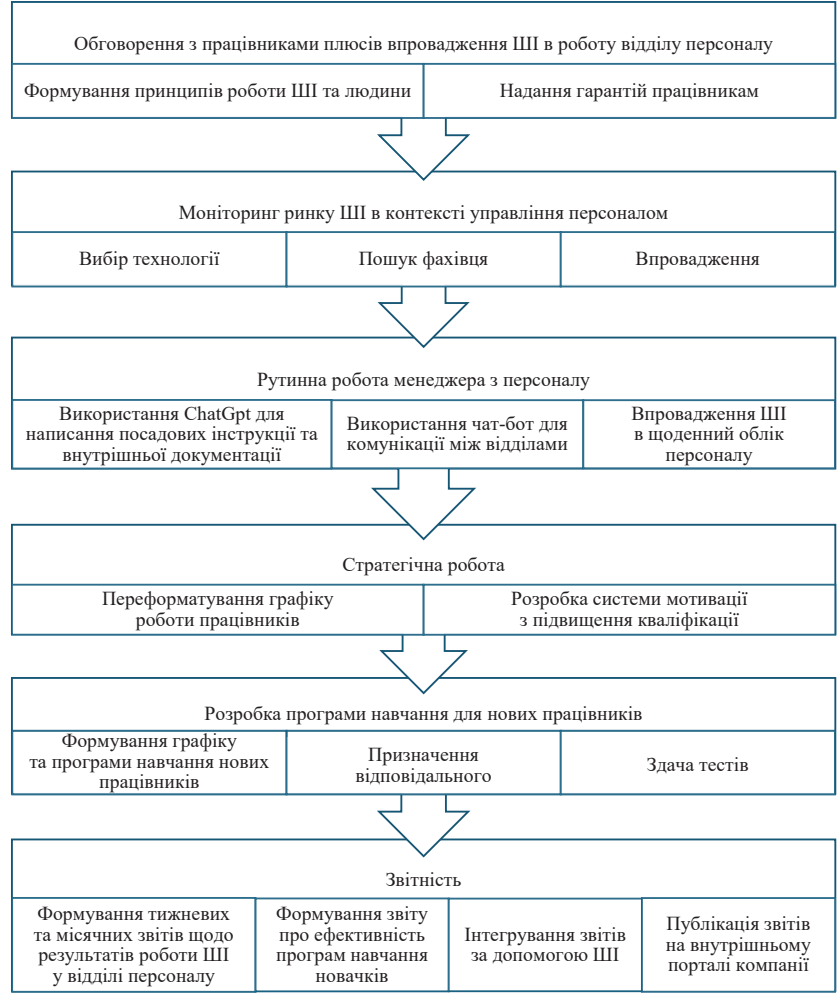 Обговорення з працівниками плюсів впровадження ШІ в роботу відділу персоналу
Формування принципів роботи ШІ та людини
Надання гарантій працівникам
Моніторинг ринку ШІ в контексті управління персоналом
Вибір технології
Пошук фахівця
Впровадження
Рутинна робота менеджера з персоналу
Використання ChatGpt для
написання посадових інструкції та
внутрішньої документації
Використання чат-бот для
комунікації між відділами
Впровадження ШІ
в щоденний облік
персоналу
Стратегічна робота
Переформатування графіку
роботи працівників
Розробка системи мотивації
з підвищення кваліфікації
Розробка програми навчання для нових працівників
Формування графіку
та програми навчання нових
працівників
Призначення
відповідального
Здача тестів
Звітність
Формування тижневих
та місячних звітів щодо
результатів роботи ШІ
у відділі персоналу
Формування звіту
про ефективність
програм навчання
новачків
Інтегрування звітів
за допомогою ШІ
Публікація звітів
на внутрішньому
порталі компанії